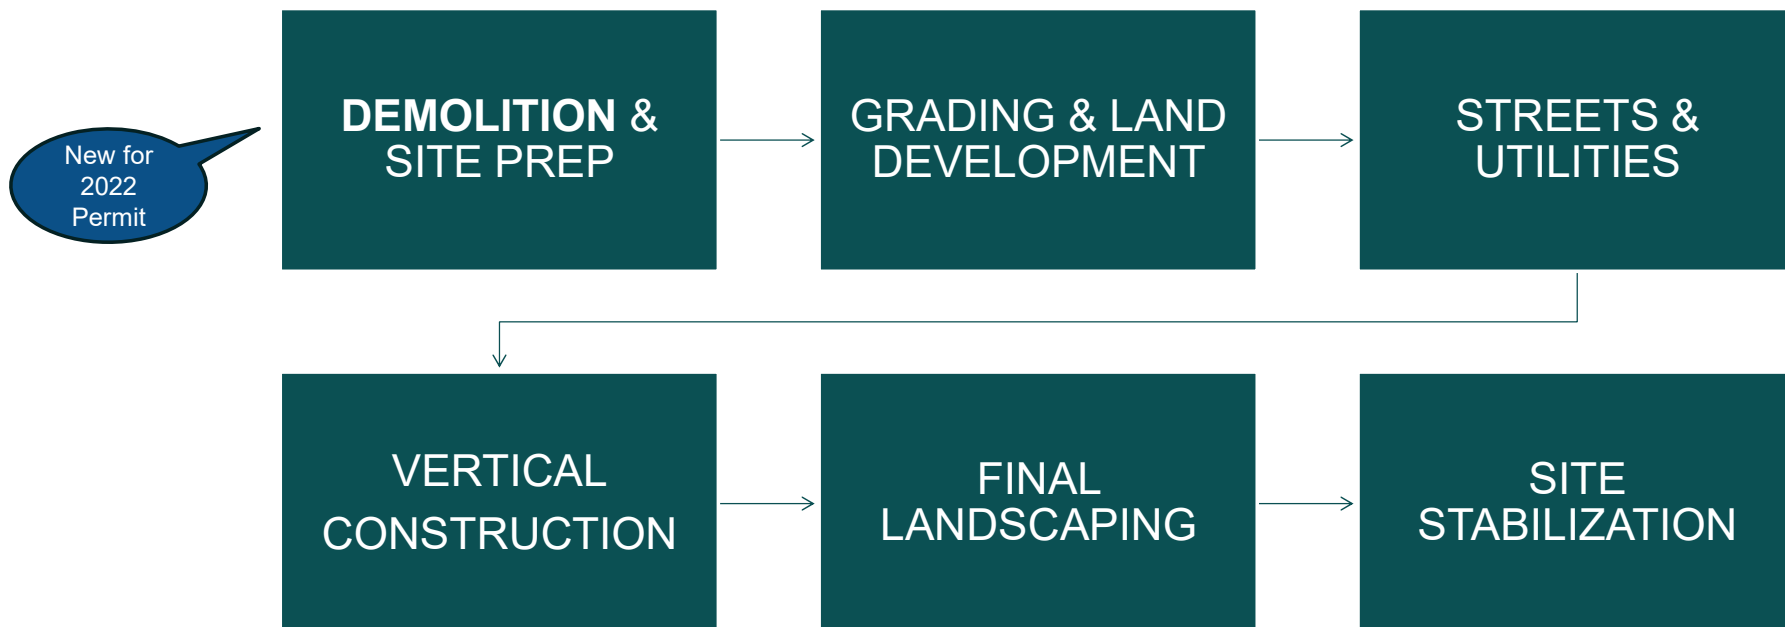 New for
2022
Permit
DEMOLITION &
SITE PREP
GRADING & LAND
DEVELOPMENT
STREETS &
UTILITIES
VERTICAL
CONSTRUCTION
FINAL
LANDSCAPING
SITE
STABILIZATION